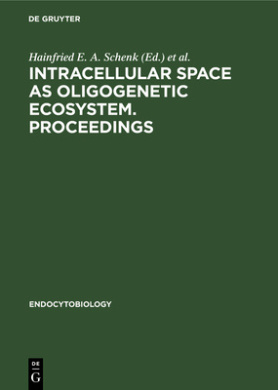 DE GRUYTER
Hainfried E. A. Schenk (Ed.) et al.
INTRACELLULAR SPACE
AS OLIGOGENETIC
ECOSYSTEM.
PROCEEDINGS
ENDOCYTOBIOLOGY
DE
G